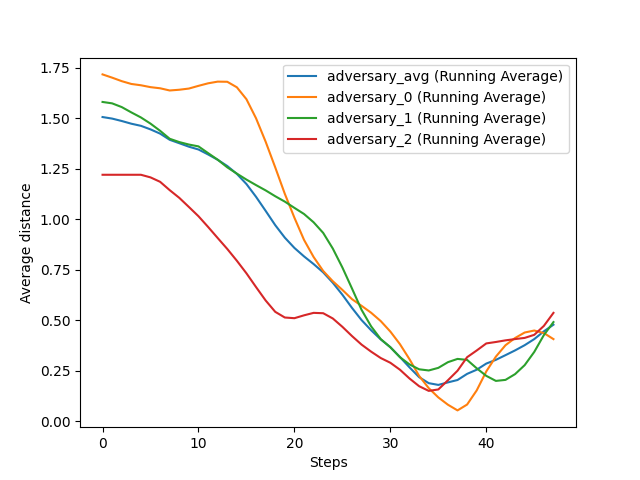 1.75
1.50
1.25
1.00
0.75
0.50
0.25
0.00
Average distance
adversary_avg (Running Average)
adversary_0 (Running Average)
adversary_1 (Running Average)
adversary_2 (Running Average)
0 10 20 30 40
Steps